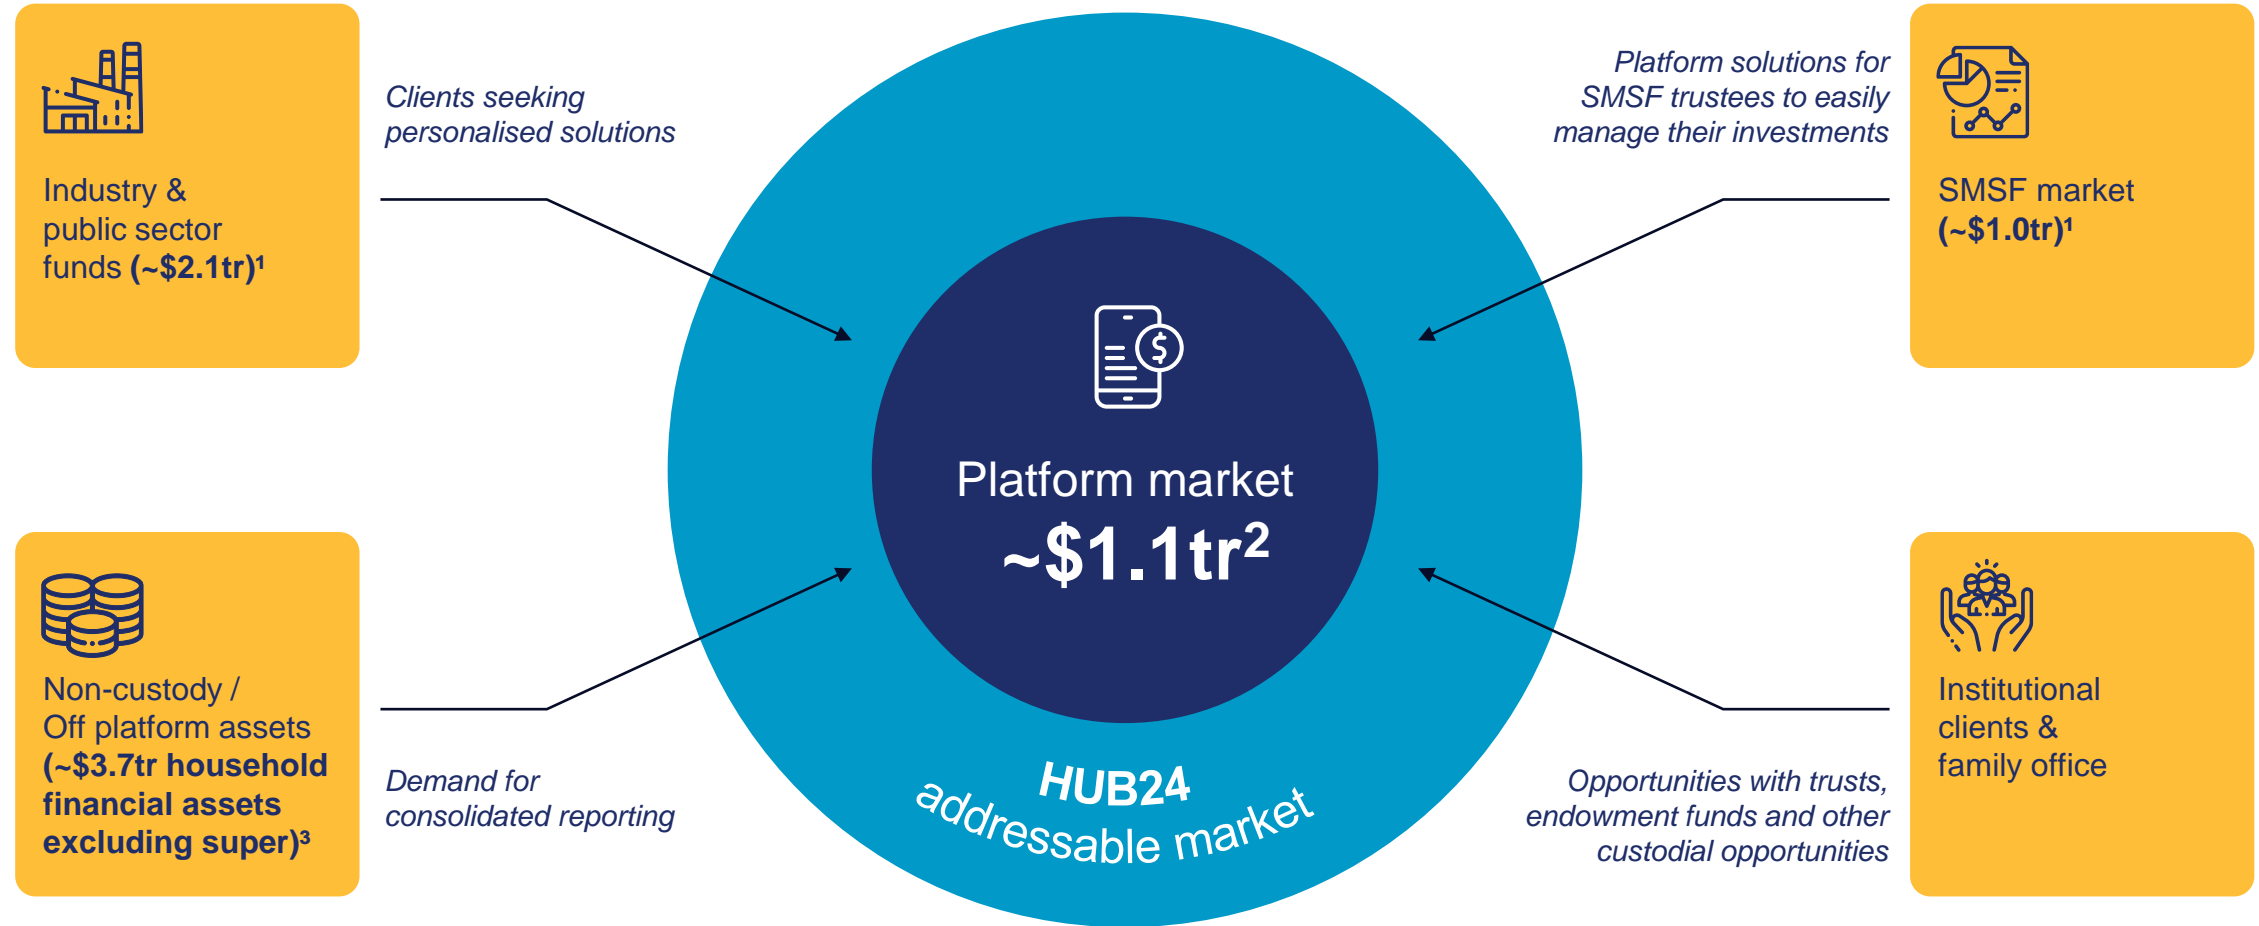 Industry &
public sector
funds (~$2.1tr)¹
Clients seeking
personalised solutions
Platform solutions for
SMSF trustees to easily
manage their investments
SMSF market
(~$1.0tr)¹
$
Platform market
~$1.1tr²
HUB24
addressable market
Non-custody /
Off platform assets
(~$3.7tr household
financial assets
excluding super)³
Demand for
consolidated reporting
Opportunities with trusts,
endowment funds and other
custodial opportunities
Institutional
clients &
family office